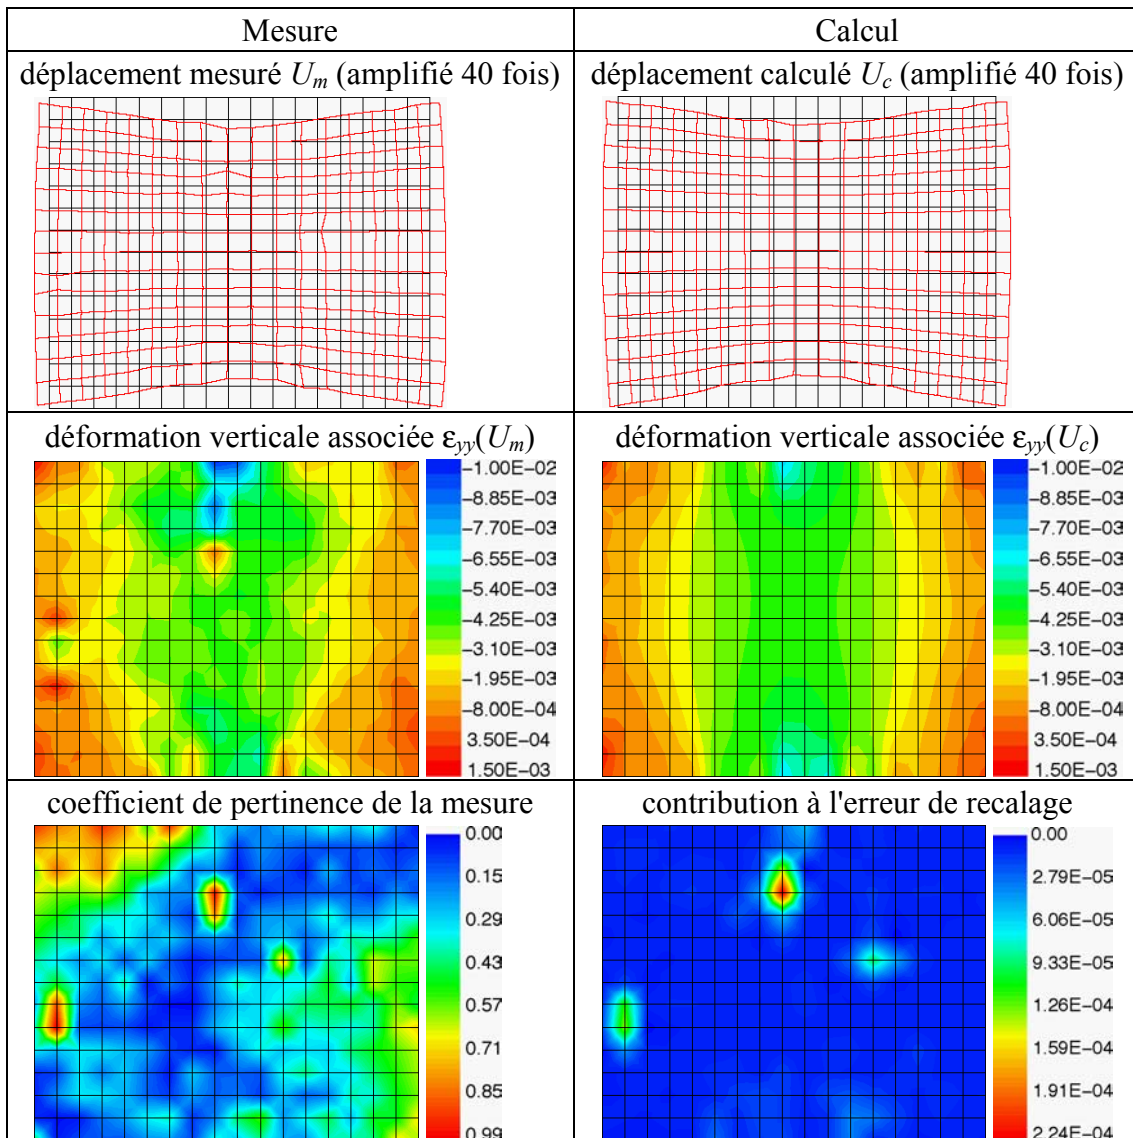 Mesure
Calcul
déplacement mesuré Um (amplifié 40 fois)
déplacement calculé Uc (amplifié 40 fois)
déformation verticale associée εyy(Um)
déformation verticale associée εyy(Uc)
-1.00E-02
-8.85E-03
-7.70E-03
-6.55E-03
-5.40E-03
-4.25E-03
-3.10E-03
-1.95E-03
-8.00E-04
3.50E-04
1.50E-03
-1.00E-02
-8.85E-03
-7.70E-03
-6.55E-03
-5.40E-03
-4.25E-03
-3.10E-03
-1.95E-03
-8.00E-04
3.50E-04
1.50E-03
coefficient de pertinence de la mesure
contribution à l'erreur de recalage
0.00
0.15
0.29
0.43
0.57
0.71
0.85
0.99
0.00
2.79E-05
6.06E-05
9.33E-05
1.26E-04
1.59E-04
1.91E-04
2.24E-04